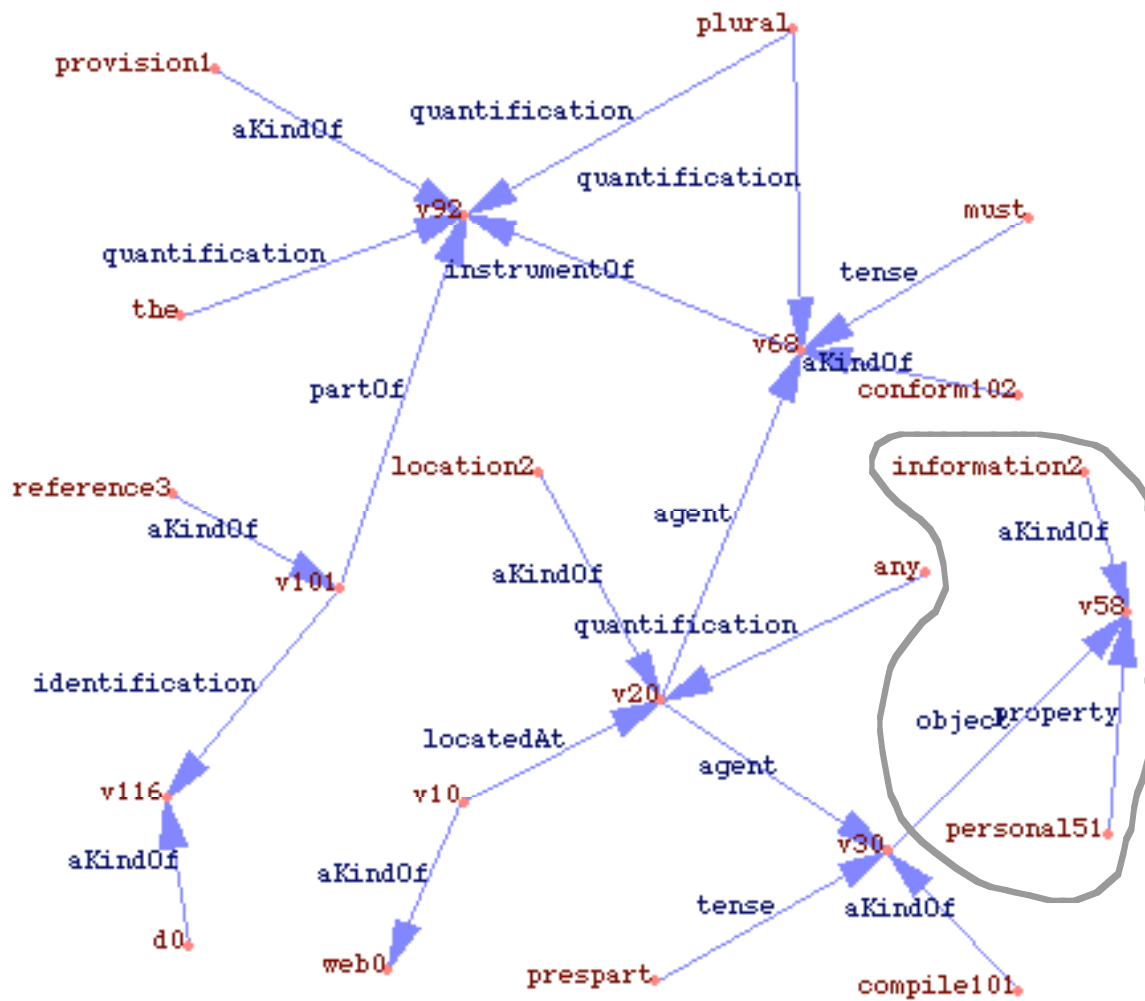 plural
provision1
quantification
aKindOf
quantification
v92
must
quantification
instrumentOf
tense
the
v68
aKindOf
partOf
conform102
location2
information2
reference3
agent
aKindOf
aKindOf
v101
aKindOf
any
v58
quantification
identification
v20
object
property
locatedAt
agent
v116
v10
personal51
v30
aKindOf
aKindOf
tense
aKindOf
d0
web0
prespart
compile101